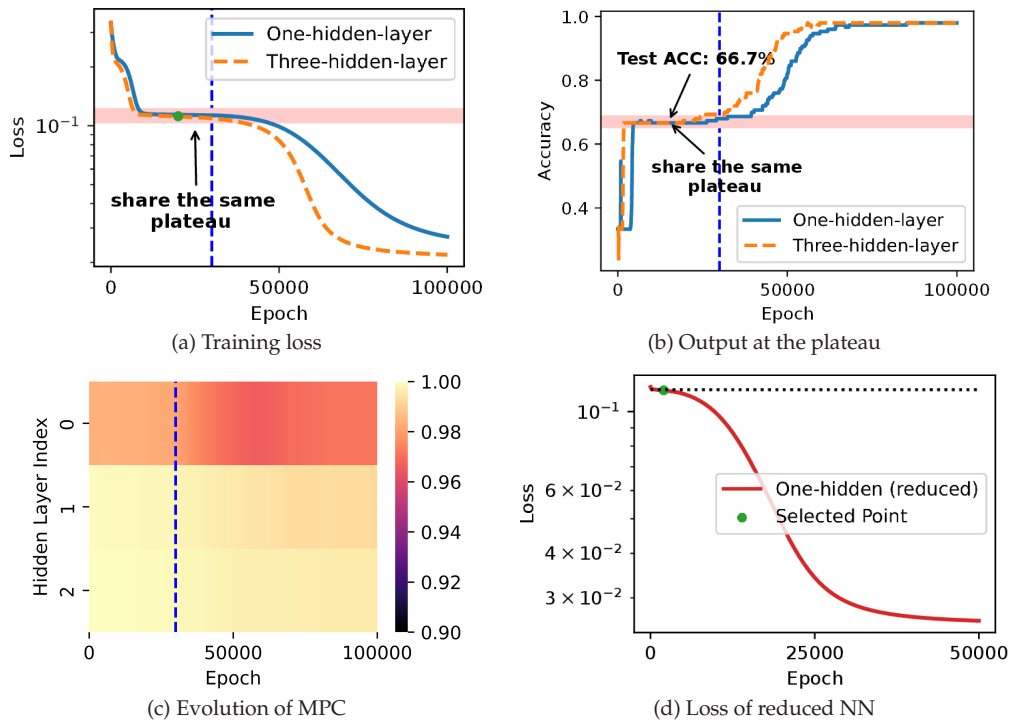 One-hidden-layer
Three-hidden-layer
10⁻¹
Loss
share the same
plateau
0
50000
100000
Epoch
(a) Training loss
1.0
0.8
0.6
0.4
Accuracy
Test ACC: 66.7%
share the same
plateau
One-hidden-layer
Three-hidden-layer
0
50000
100000
Epoch
(b) Output at the plateau
Hidden Layer Index
0
1
2
1.00
0.98
0.96
0.94
0.92
0.90
0
50000
100000
Epoch
(c) Evolution of MPC
Loss
10⁻¹
6 × 10⁻²
4 × 10⁻²
3 × 10⁻²
One-hidden (reduced)
Selected Point
0
25000
50000
Epoch
(d) Loss of reduced NN